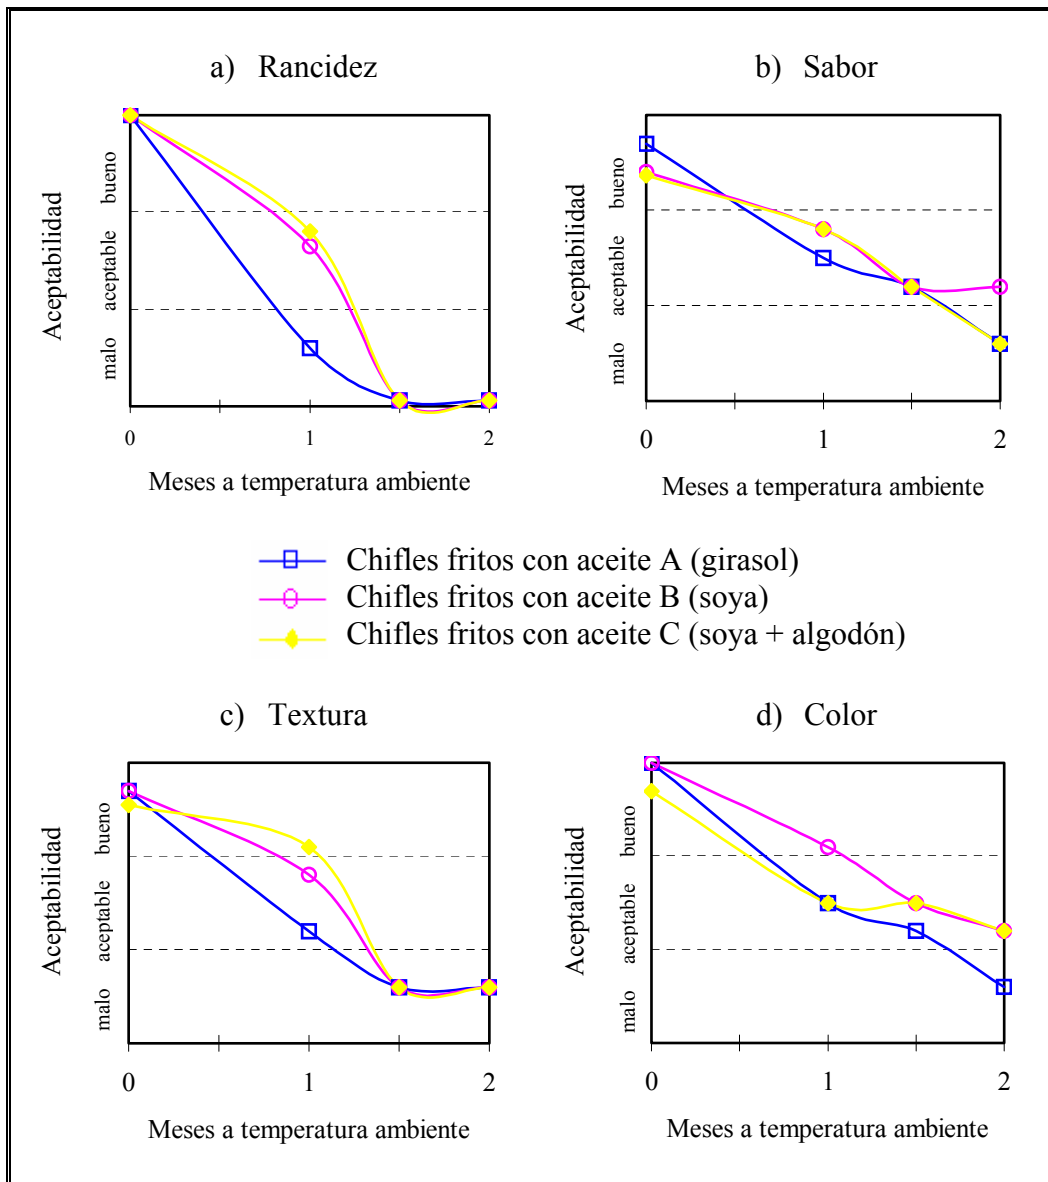 a) Rancidez
b) Sabor
Aceptabilidad
malo aceptable bueno
0 1 2
Meses a temperatura ambiente
Aceptabilidad
malo aceptable bueno
0 1 2
Meses a temperatura ambiente
Chifles fritos con aceite A (girasol)
Chifles fritos con aceite B (soya)
Chifles fritos con aceite C (soya + algodón)
c) Textura
d) Color
Aceptabilidad
malo aceptable bueno
0 1 2
Meses a temperatura ambiente
Aceptabilidad
malo aceptable bueno
0 1 2
Meses a temperatura ambiente